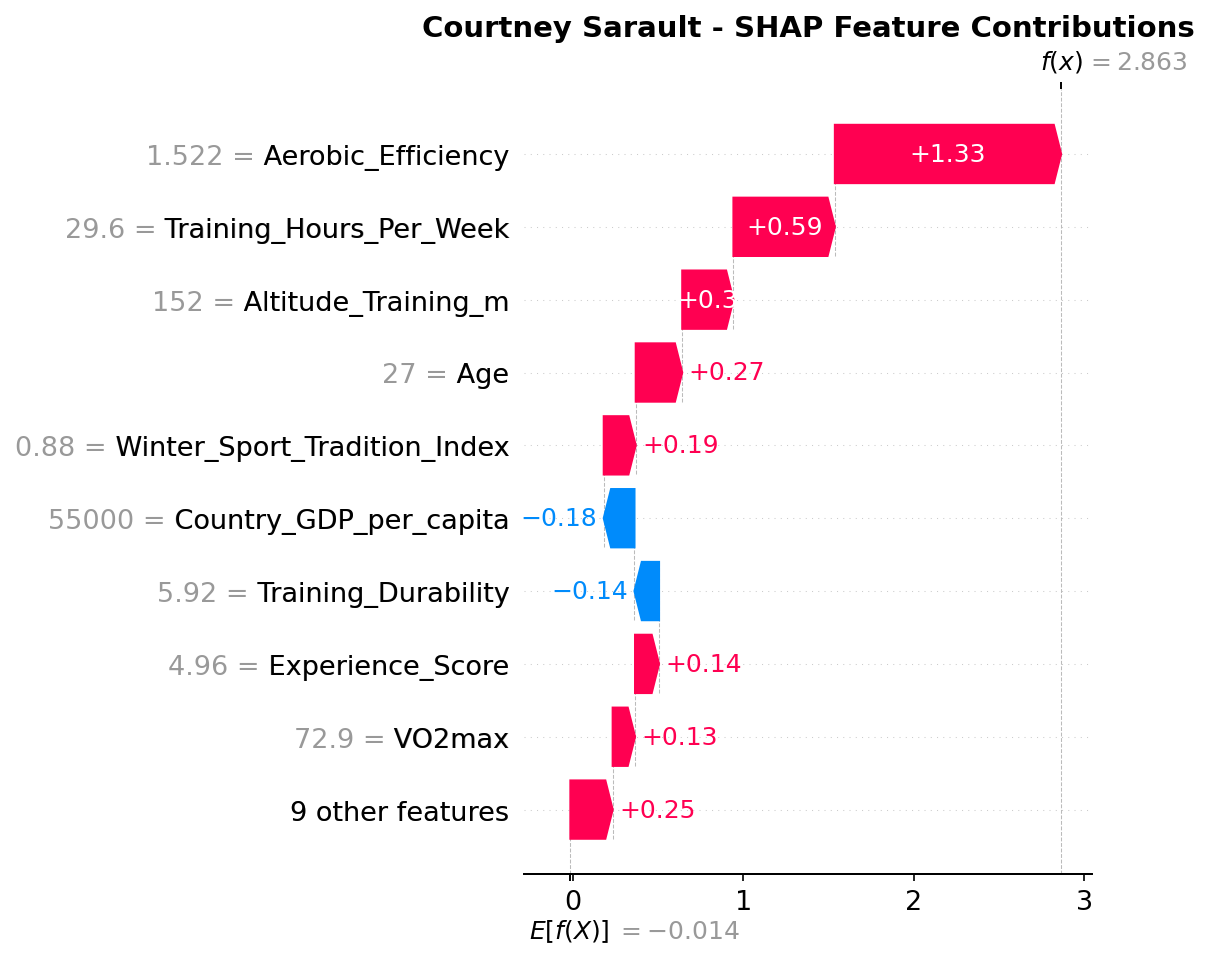 Courtney Sarault - SHAP Feature Contributions
f(x) = 2.863
1.522 = Aerobic_Efficiency +1.33
29.6 = Training_Hours_Per_Week +0.59
152 = Altitude_Training_m +0.3
27 = Age +0.27
0.88 = Winter_Sport_Tradition_Index +0.19
55000 = Country_GDP_per_capita −0.18
5.92 = Training_Durability −0.14
4.96 = Experience_Score +0.14
72.9 = VO2max +0.13
9 other features +0.25
0 1 2 3
E[f(X)] = −0.014